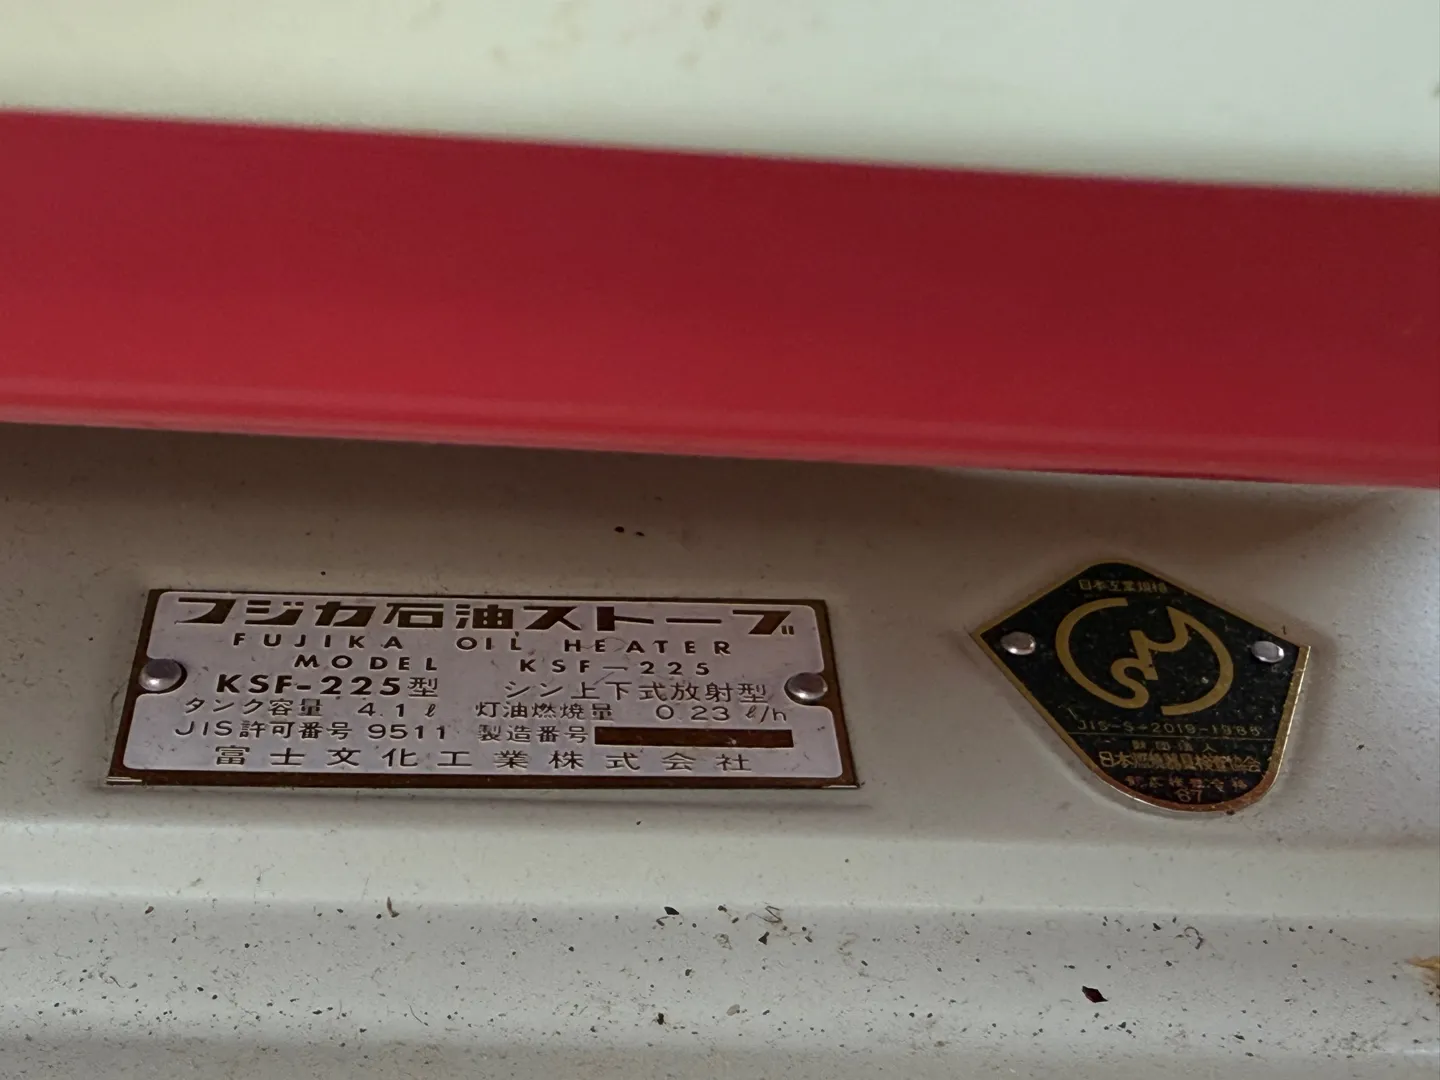 フジカ石油ストーブ
FUJIKA OIL HEATER
MODEL KSF-225
KSF-225型 シン上下式放射型
タンク容量 4.1ℓ 灯油燃焼量 0.23ℓ/h
JIS許可番号 9511 製造番号
富士文化工業株式会社
日本工業規格
JIS
JIS-S-2019-1986
財団法人
日本燃焼器具検査協会
87